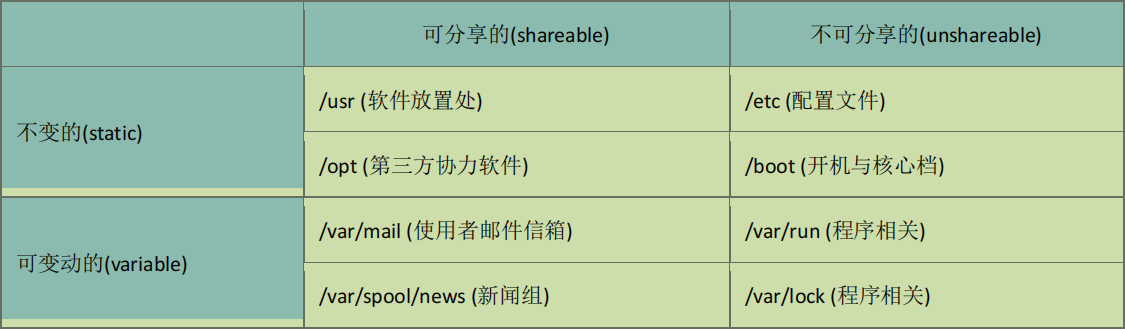 可分享的(shareable) 不可分享的(unshareable)
不变的(static)
/usr (软件放置处) /etc (配置文件)
/opt (第三方协力软件) /boot (开机与核心档)
可变动的(variable)
/var/mail (使用者邮件信箱) /var/run (程序相关)
/var/spool/news (新闻组) /var/lock (程序相关)